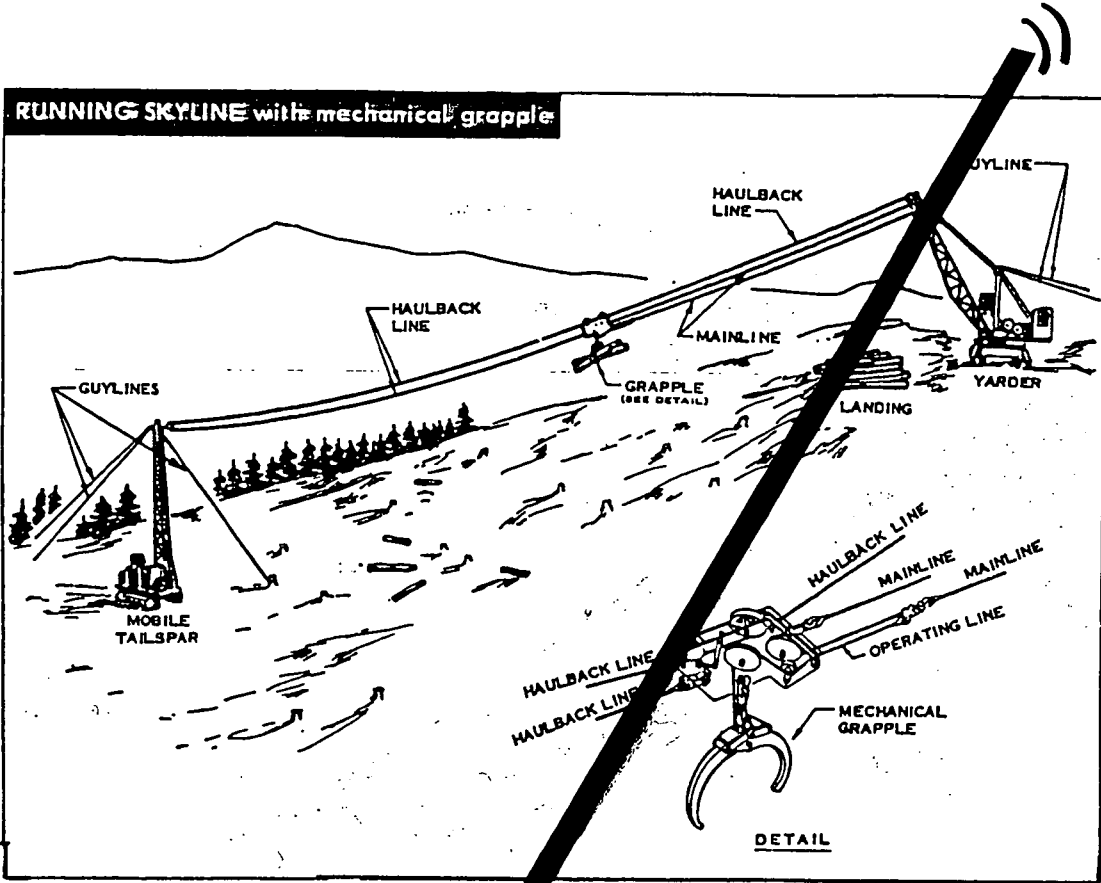 RUNNING SKYLINE with mechanical grapple
UYLINE
HAULBACK
LINE
HAULBACK
LINE
MAINLINE
GUYLINES
GRAPPLE
(SEE DETAIL)
YARDER
LANDING
MOBILE
TAILSPAR
HAULBACK LINE
MAINLINE
MAINLINE
OPERATING LINE
HAULBACK LINE
HAULBACK LINE
MECHANICAL
GRAPPLE
DETAIL